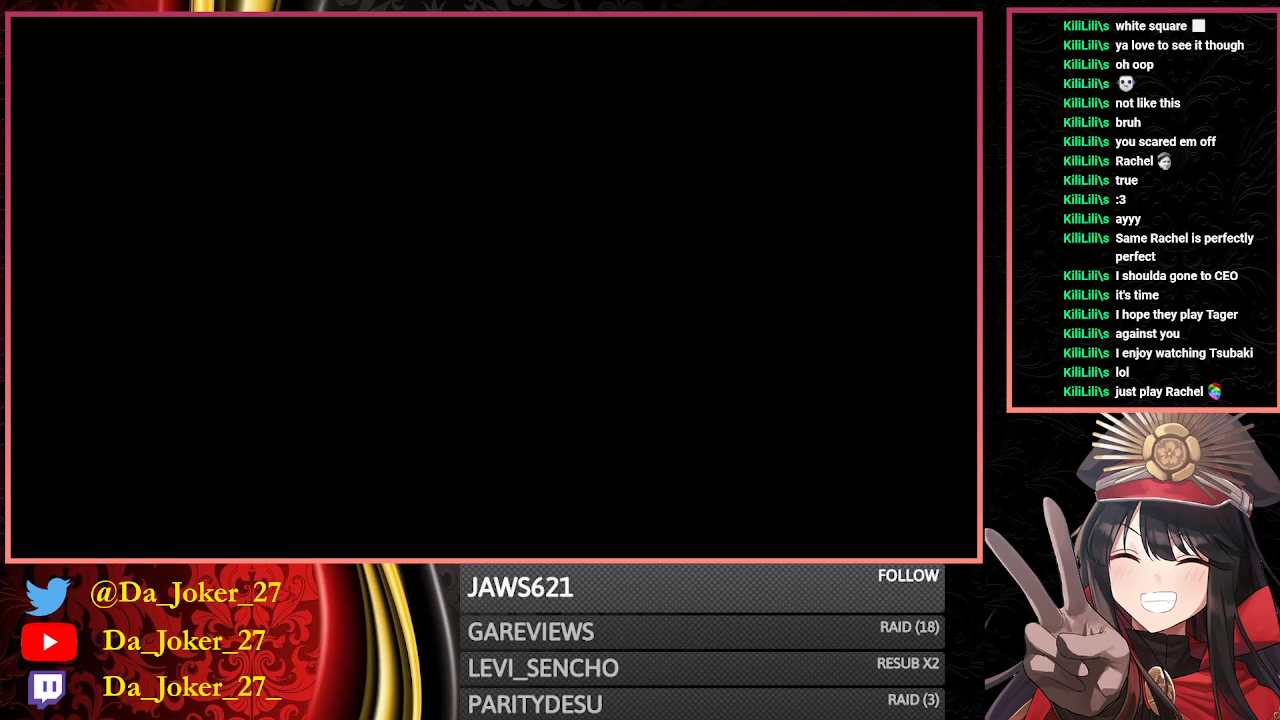 KiliLili\s white square
KiliLili\s ya love to see it though
KiliLili\s oh oop
KiliLili\s
KiliLili\s not like this
KiliLili\s bruh
KiliLili\s you scared em off
KiliLili\s Rachel
KiliLili\s true
KiliLili\s :3
KiliLili\s ayyy
KiliLili\s Same Rachel is perfectly
perfect
KiliLili\s I shoulda gone to CEO
KiliLili\s it's time
KiliLili\s I hope they play Tager
KiliLili\s against you
KiliLili\s I enjoy watching Tsubaki
KiliLili\s lol
KiliLili\s just play Rachel
@Da_Joker_27
Da_Joker_27
Da_Joker_27_
JAWS621 FOLLOW
GAREVIEWS RAID (18)
LEVI_SENCHO RESUB X2
PARITYDESU RAID (3)